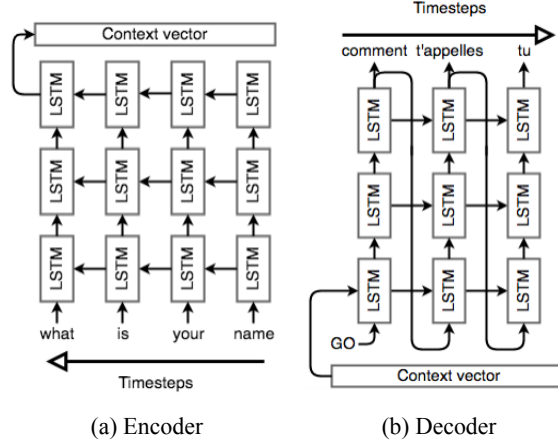 Context vector
LSTM LSTM LSTM LSTM
LSTM LSTM LSTM LSTM
LSTM LSTM LSTM LSTM
what is your name
Timesteps
(a) Encoder
Timesteps
comment t'appelles tu
LSTM LSTM LSTM
LSTM LSTM LSTM
LSTM LSTM LSTM
GO
Context vector
(b) Decoder